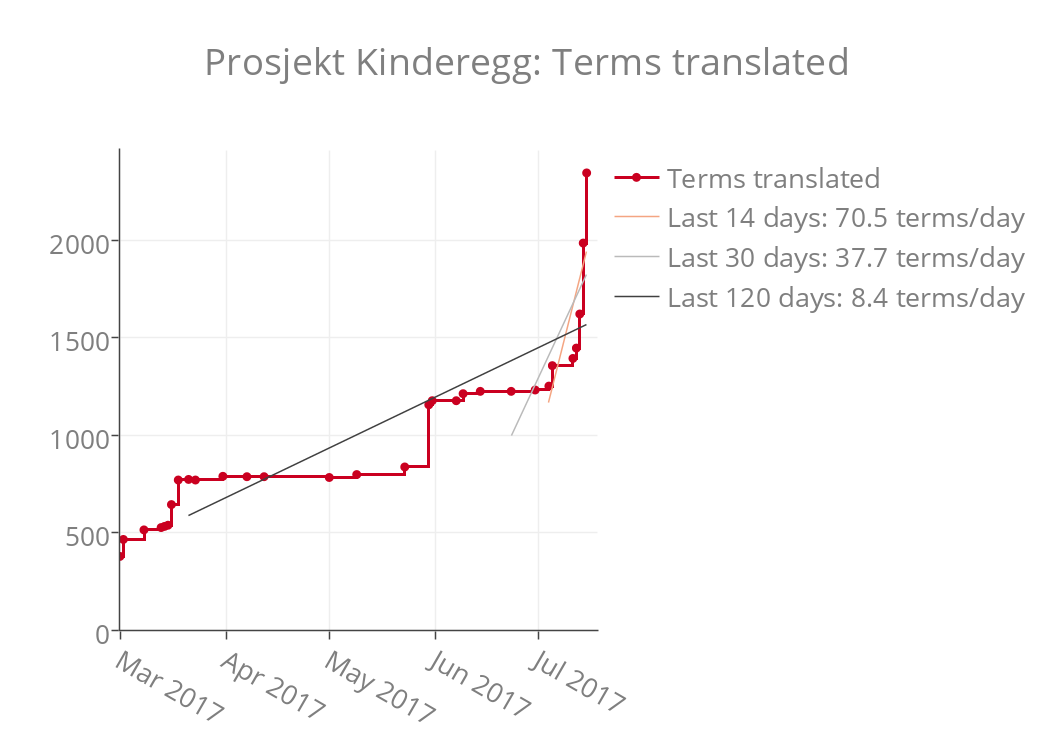 Prosjekt Kinderegg: Terms translated
Terms translated
Last 14 days: 70.5 terms/day
Last 30 days: 37.7 terms/day
Last 120 days: 8.4 terms/day
2000
1500
1000
500
0
Mar 2017
Apr 2017
May 2017
Jun 2017
Jul 2017